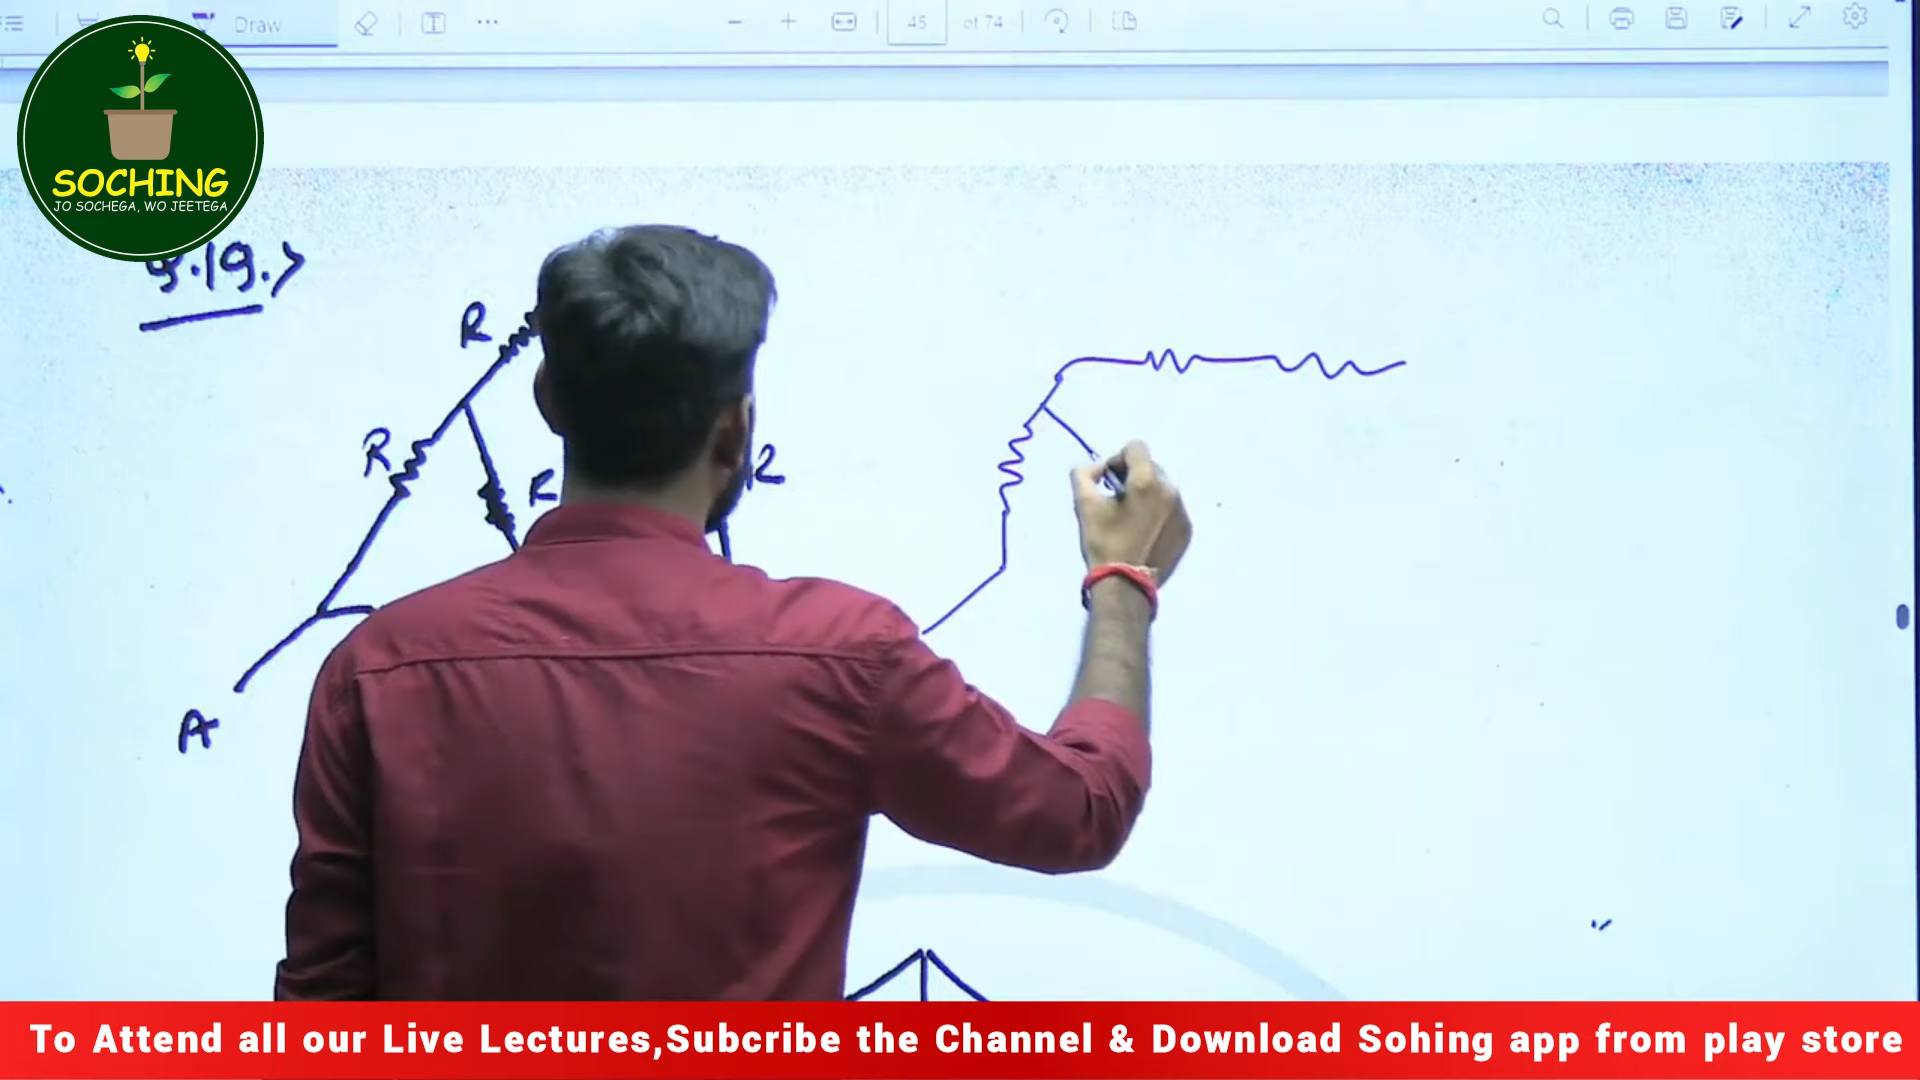 Draw
45 of 74
SOCHING
JO SOCHEGA, WO JEETEGA
.19.>
R
R
R
A
To Attend all our Live Lectures,Subcribe the Channel & Download Sohing app from play store